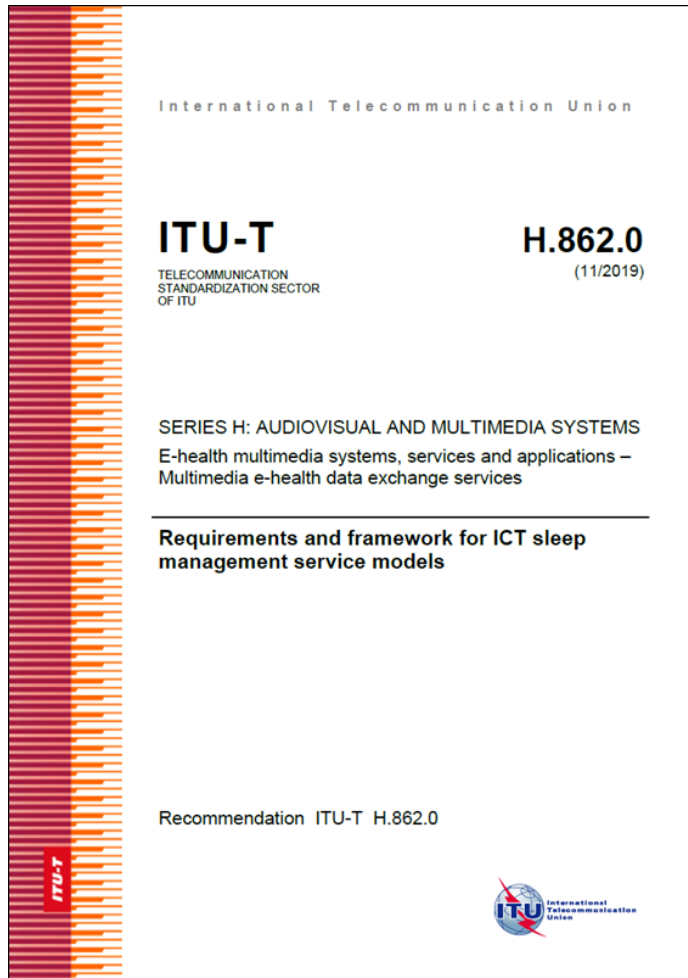 International Telecommunication Union
ITU-T
H.862.0
TELECOMMUNICATION
STANDARDIZATION SECTOR
OF ITU
(11/2019)
SERIES H: AUDIOVISUAL AND MULTIMEDIA SYSTEMS
E-health multimedia systems, services and applications –
Multimedia e-health data exchange services
Requirements and framework for ICT sleep
management service models
Recommendation ITU-T H.862.0
ITU-T
ITU
International
Telecommunication
Union